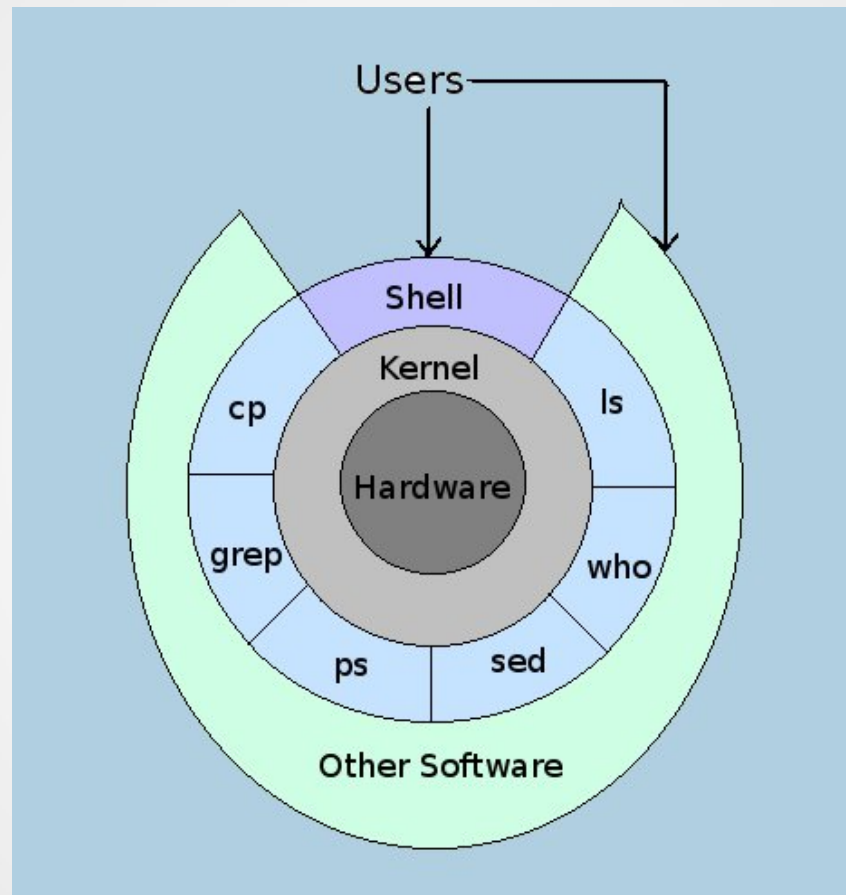 Users
Shell
Kernel
cp
ls
Hardware
grep
who
ps
sed
Other Software